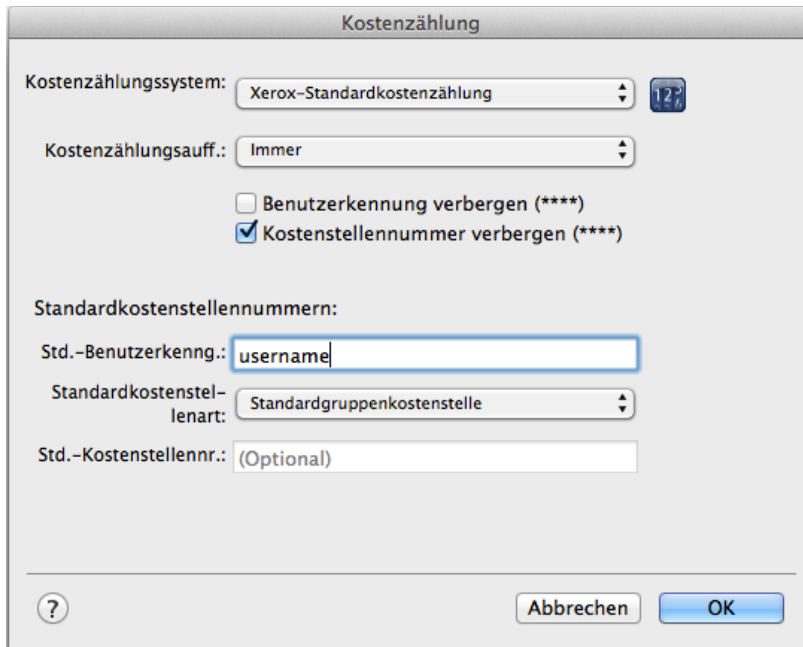 Kostenzählung
Kostenzählungssystem: Xerox-Standardkostenzählung
Kostenzählungsauff.: Immer
Benutzerkennung verbergen (****)
Kostenstellennummer verbergen (****)
Standardkostenstellennummern:
Std.-Benutzerkenng.: username
Standardkostenstel-
lenart: Standardgruppenkostenstelle
Std.-Kostenstellennr.: (Optional)
? Abbrechen OK